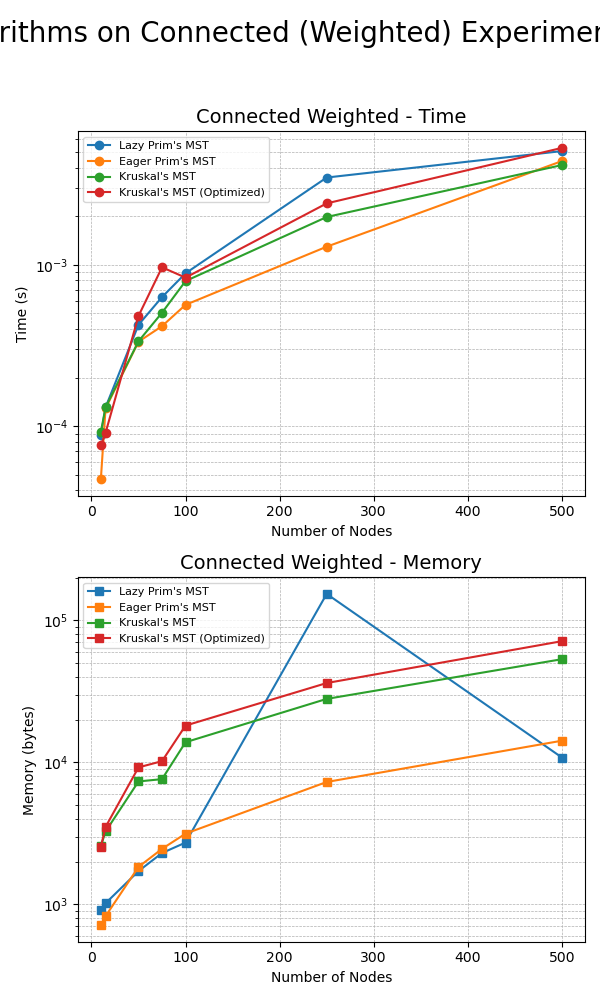 rithms on Connected (Weighted) Experimer
Connected Weighted - Time
Lazy Prim's MST
Eager Prim's MST
Kruskal's MST
Kruskal's MST (Optimized)
Time (s)
10^-3
10^-4
0 100 200 300 400 500
Number of Nodes
Connected Weighted - Memory
Lazy Prim's MST
Eager Prim's MST
Kruskal's MST
Kruskal's MST (Optimized)
Memory (bytes)
10^5
10^4
10^3
0 100 200 300 400 500
Number of Nodes